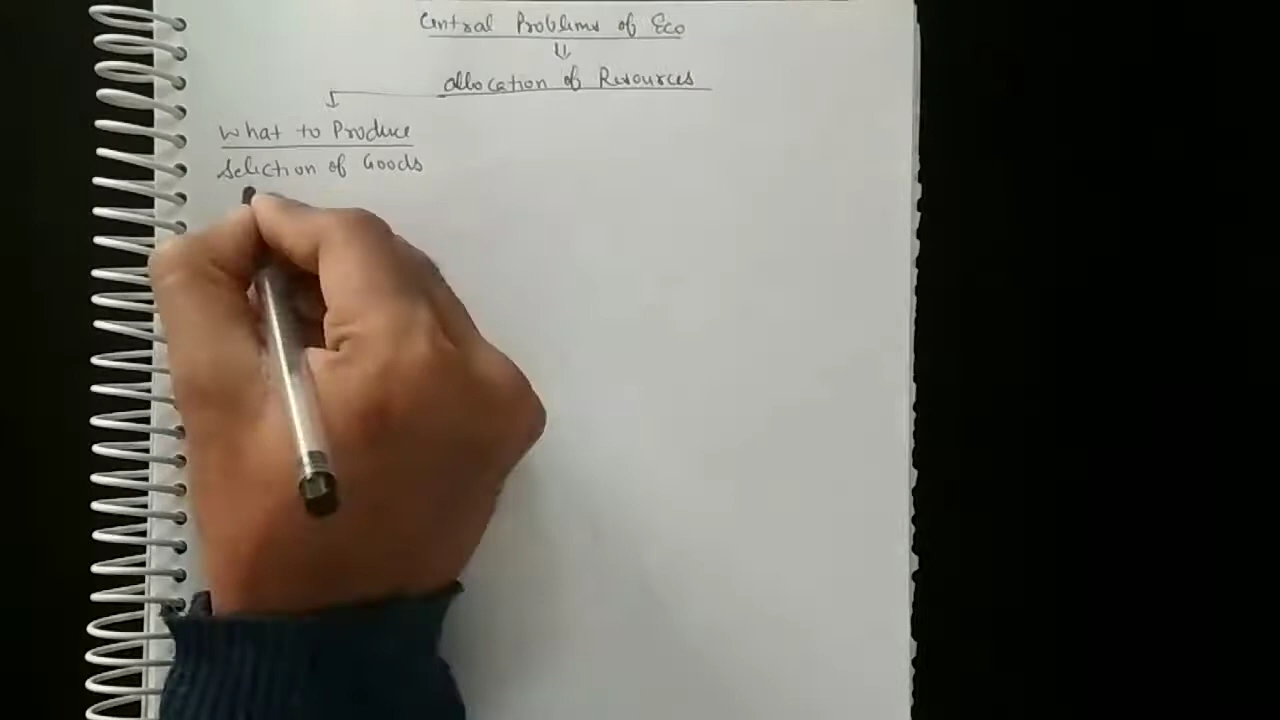 Central Problems of Eco
⇓
allocation of Resources
What to Produce
Selection of Goods